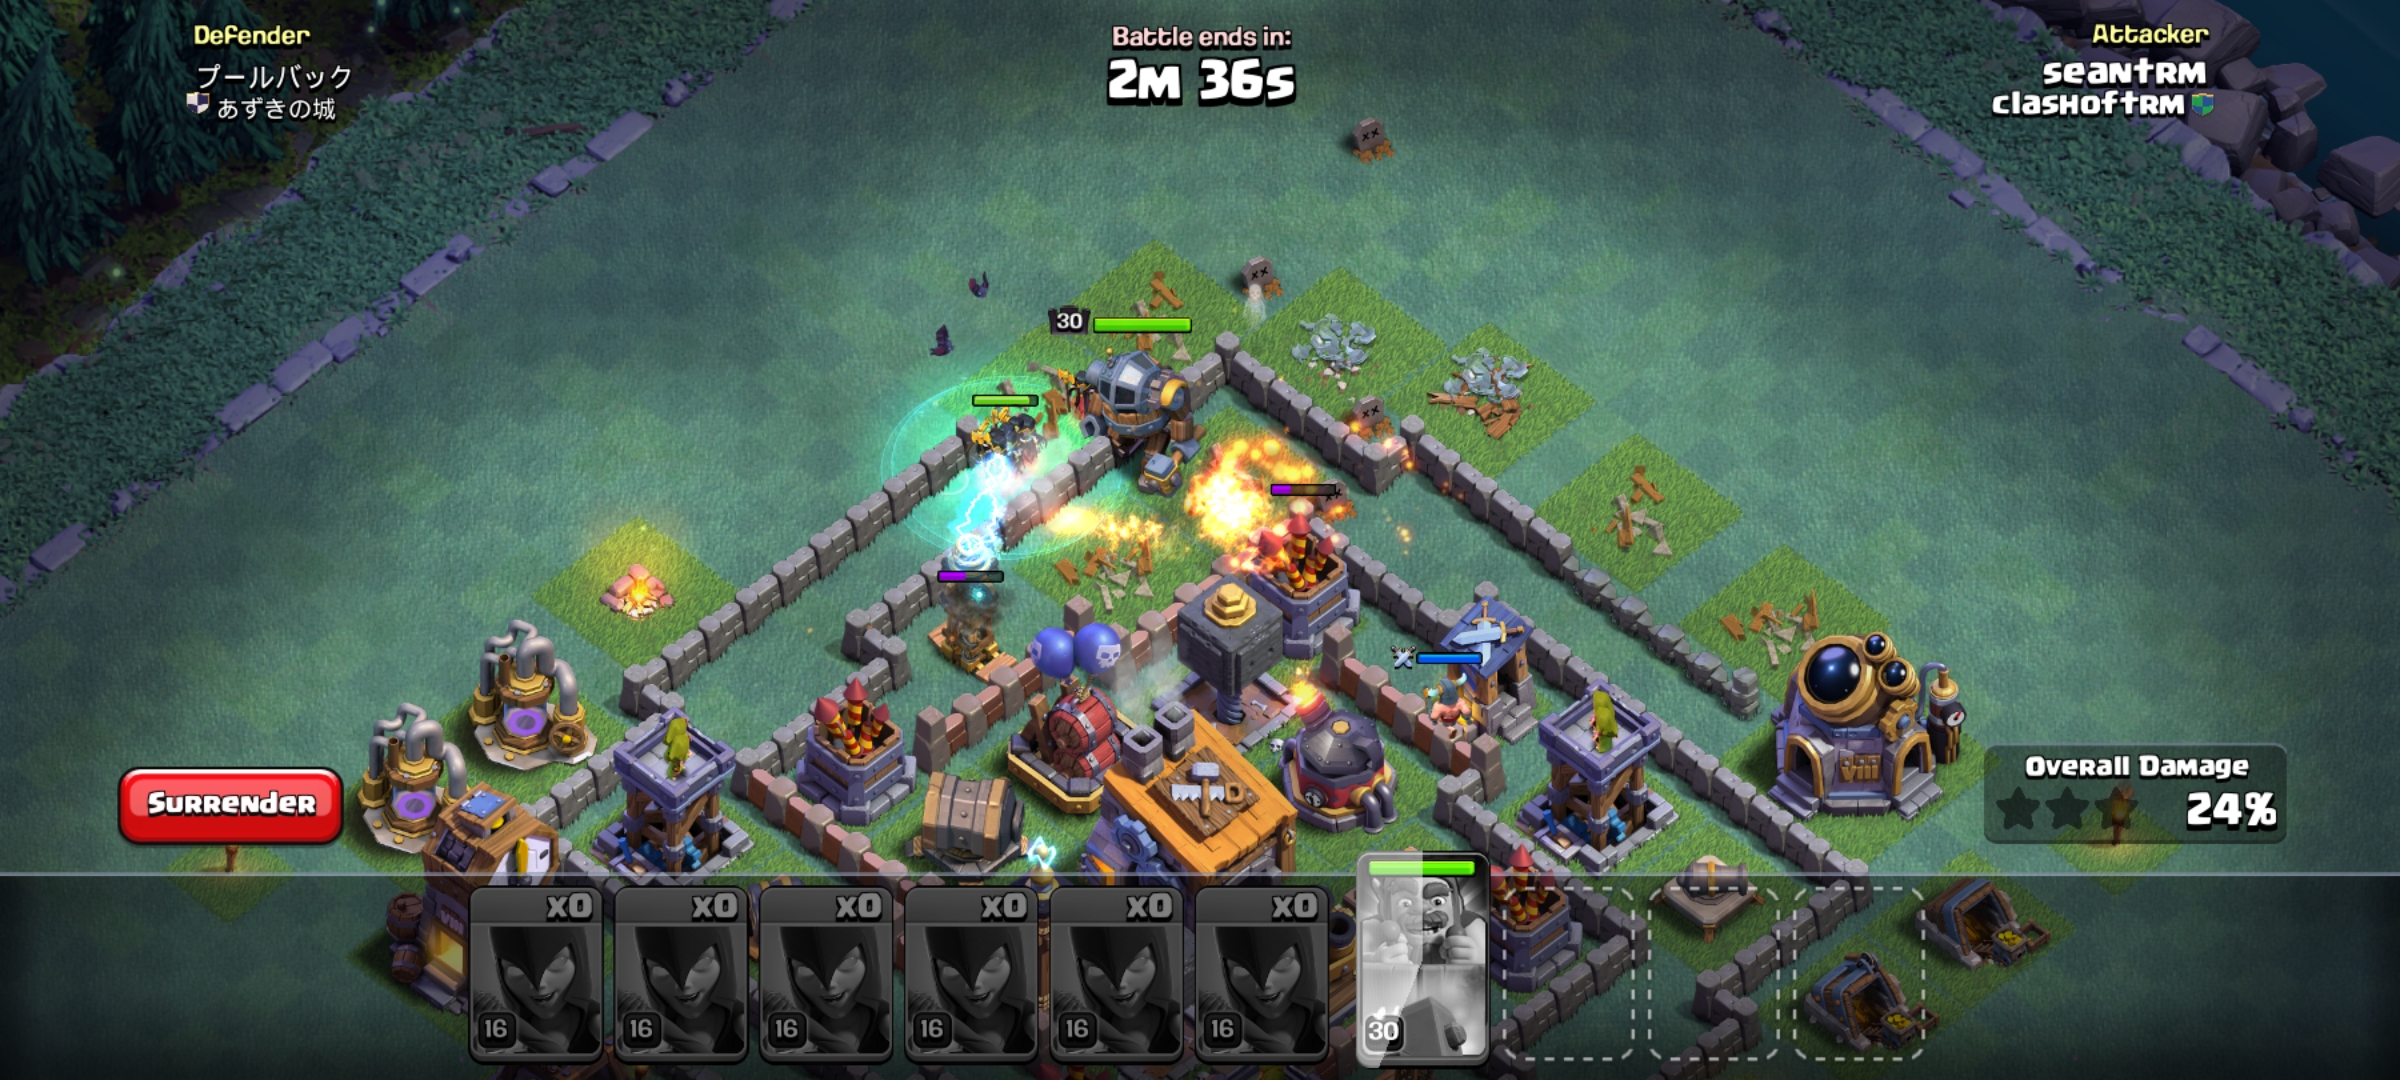 Defender
プールバック
あずきの城
Battle ends in:
2M 36s
Attacker
seantrm
clashoftrm
30
Surrender
Overall Damage
24%
VIII
VIII
x0
x0
x0
x0
x0
x0
16
16
16
16
16
16
30